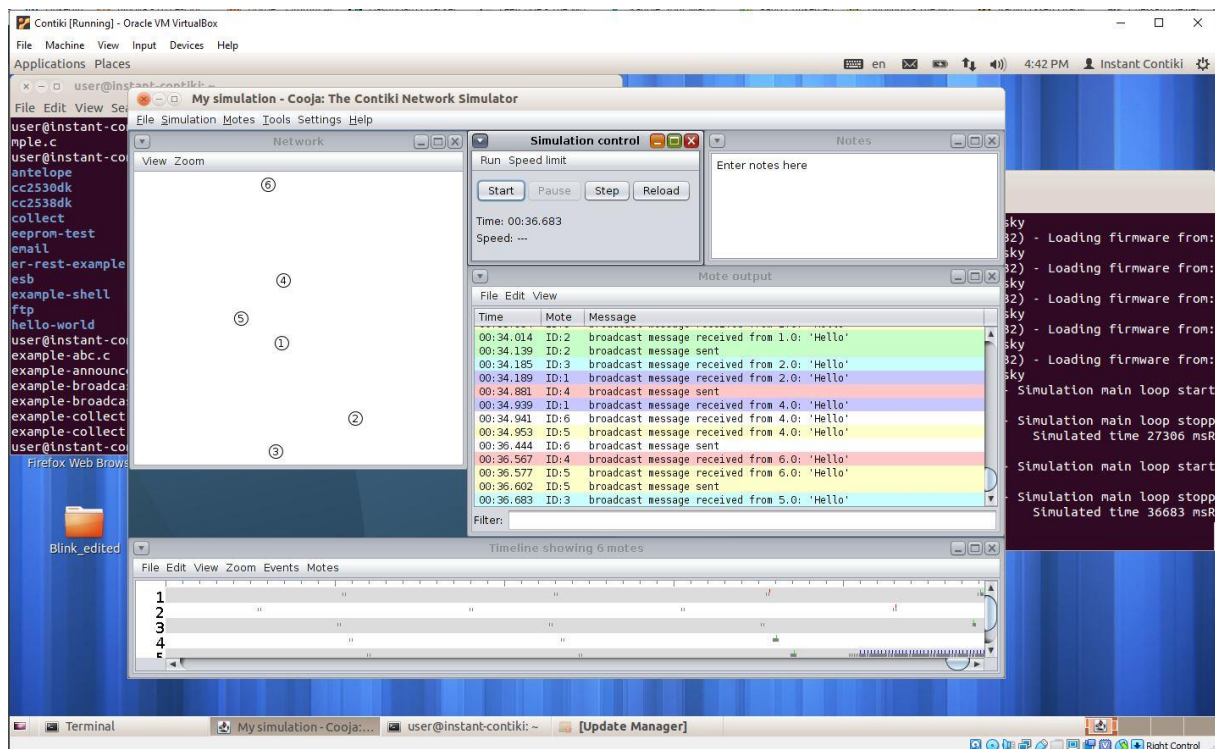 Contiki [Running] - Oracle VM VirtualBox
File Machine View Input Devices Help
Applications Places
en
4:42 PM
Instant Contiki
user@instant-contiki: ~
File Edit View
user@instant-co
mple.c
user@instant-co
antelope
cc2530dk
cc2538dk
collect
eeprom-test
email
er-rest-example
esb
example-shell
ftp
hello-world
user@instant-co
example-abc.c
example-announc
example-broadca
example-broadca
example-collect
example-collect
user@instant-co
Firefox Web Brows
Blink_edited
My simulation - Cooja: The Contiki Network Simulator
File Simulation Motes Tools Settings Help
Network
View Zoom
6
4
5
1
2
3
Simulation control
Run Speed limit
Start Pause Step Reload
Time: 00:36.683
Speed: ---
Notes
Enter notes here
Mote output
File Edit View
Time Mote Message
00:34.014 ID:2 broadcast message received from 1.0: 'Hello'
00:34.139 ID:2 broadcast message sent
00:34.185 ID:3 broadcast message received from 2.0: 'Hello'
00:34.189 ID:1 broadcast message received from 2.0: 'Hello'
00:34.881 ID:4 broadcast message sent
00:34.939 ID:1 broadcast message received from 4.0: 'Hello'
00:34.941 ID:6 broadcast message received from 4.0: 'Hello'
00:34.953 ID:5 broadcast message received from 4.0: 'Hello'
00:36.444 ID:6 broadcast message sent
00:36.567 ID:4 broadcast message received from 6.0: 'Hello'
00:36.577 ID:5 broadcast message received from 6.0: 'Hello'
00:36.602 ID:5 broadcast message sent
00:36.683 ID:3 broadcast message received from 5.0: 'Hello'
Filter:
sky
32) - Loading firmware from:
sky
32) - Loading firmware from:
sky
32) - Loading firmware from:
sky
32) - Loading firmware from:
sky
32) - Loading firmware from:
sky
- Simulation main loop start
- Simulation main loop stopp
Simulated time 27306 msR
- Simulation main loop start
- Simulation main loop stopp
Simulated time 36683 msR
Timeline showing 6 motes
File Edit View Zoom Events Motes
1
2
3
4
5
Terminal
My simulation - Cooja:...
user@instant-contiki: ~
[Update Manager]
Right Control